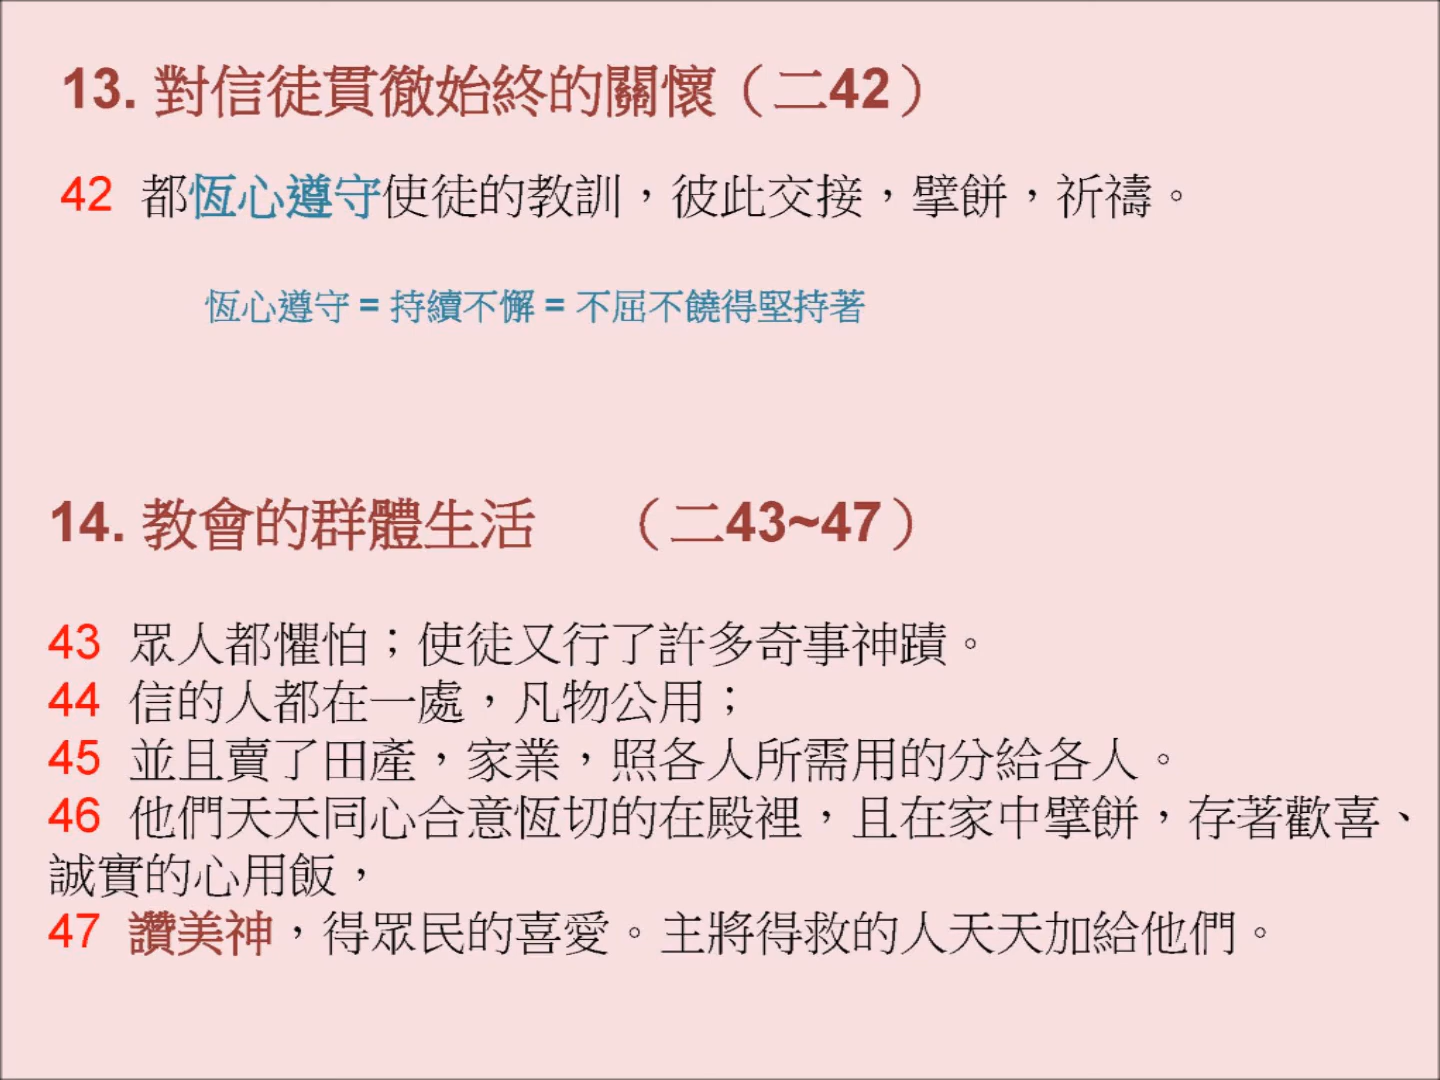 13. 對信徒貫徹始終的關懷（二42）
42 都恆心遵守使徒的教訓，彼此交接，擘餅，祈禱。
恆心遵守 = 持續不懈 = 不屈不饒得堅持著
14. 教會的群體生活 （二43~47）
43 眾人都懼怕；使徒又行了許多奇事神蹟。
44 信的人都在一處，凡物公用；
45 並且賣了田產，家業，照各人所需用的分給各人。
46 他們天天同心合意恆切的在殿裡，且在家中擘餅，存著歡喜、
誠實的心用飯，
47 讚美神，得眾民的喜愛。主將得救的人天天加給他們。